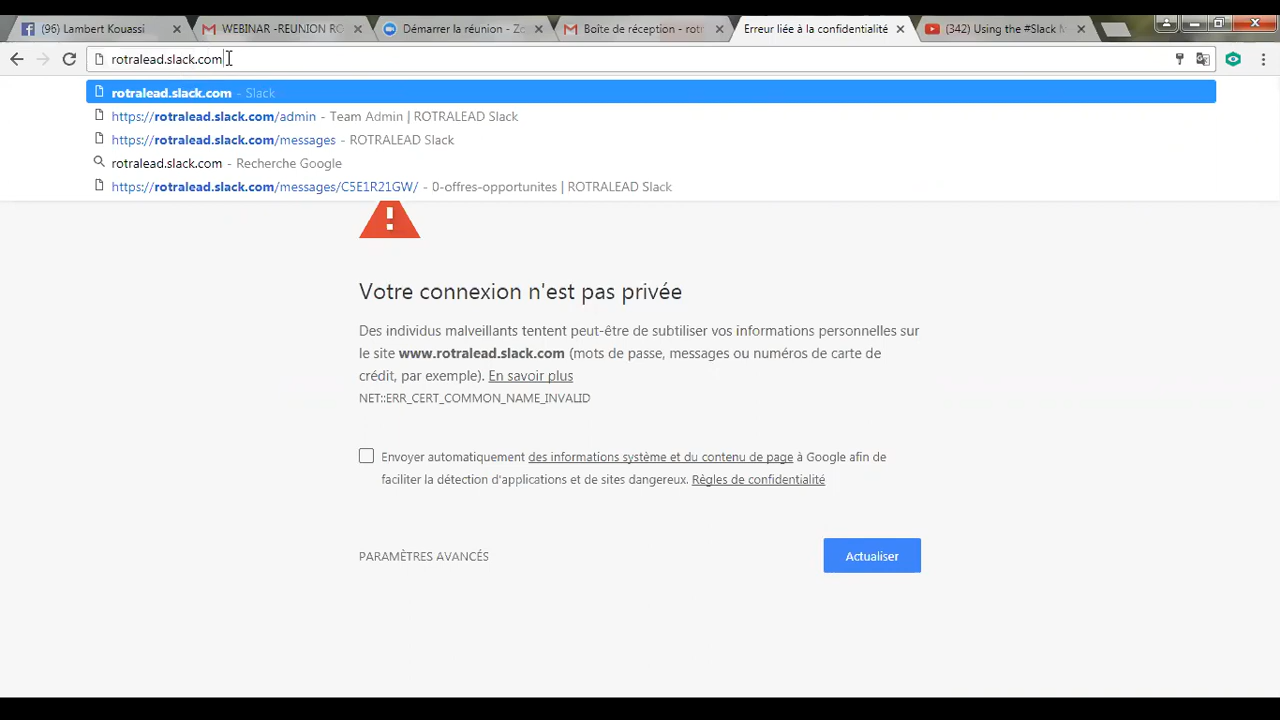 (96) Lambert Kouassi
WEBINAR -REUNION RO
Démarrer la réunion - Zo
Boîte de réception - rotr
Erreur liée à la confidentialité
(342) Using the #Slack M
rotralead.slack.com
rotralead.slack.com - Slack
https://rotralead.slack.com/admin - Team Admin | ROTRALEAD Slack
https://rotralead.slack.com/messages - ROTRALEAD Slack
rotralead.slack.com - Recherche Google
https://rotralead.slack.com/messages/C5E1R21GW/ - 0-offres-opportunites | ROTRALEAD Slack
Votre connexion n'est pas privée
Des individus malveillants tentent peut-être de subtiliser vos informations personnelles sur
le site www.rotralead.slack.com (mots de passe, messages ou numéros de carte de
crédit, par exemple). En savoir plus
NET::ERR_CERT_COMMON_NAME_INVALID
Envoyer automatiquement des informations système et du contenu de page à Google afin de
faciliter la détection d'applications et de sites dangereux. Règles de confidentialité
PARAMÈTRES AVANCÉS
Actualiser